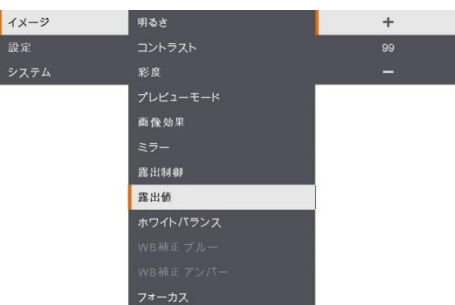 イメージ
設定
システム
明るさ
コントラスト
彩度
プレビューモード
画像効果
ミラー
露出制御
露出値
ホワイトバランス
WB補正 ブルー
WB補正 アンバー
フォーカス
+
99
−